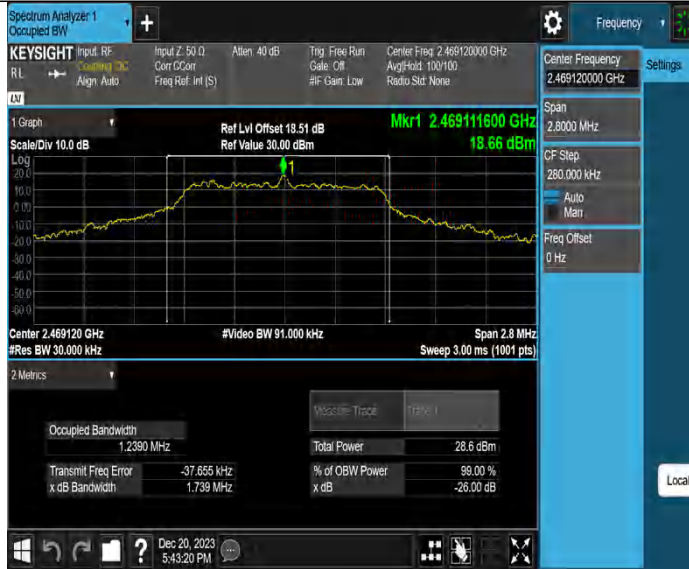 Spectrum Analyzer 1
Occupied BW
+
Frequency
KEYSIGHT
Input: RF
Coupling: DC
Align: Auto
Input Z: 50 Ω
Corr CCorr
Freq Ref: Int (S)
Atten: 40 dB
Trig: Free Run
Gate: Off
#IF Gain: Low
Center Freq: 2.469120000 GHz
Avg|Hold: 100/100
Radio Std: None
RL
LXI
Center Frequency
2.469120000 GHz
Settings
Span
2.8000 MHz
CF Step
280.000 kHz
Auto
Man
Freq Offset
0 Hz
1 Graph
Scale/Div 10.0 dB
Ref Lvl Offset 18.51 dB
Ref Value 30.00 dBm
Mkr1 2.469111600 GHz
18.66 dBm
Log
20.0
10.0
0.00
-10.0
-20.0
-30.0
-40.0
-50.0
-60.0
1
Center 2.469120 GHz
#Video BW 91.000 kHz
Span 2.8 MHz
#Res BW 30.000 kHz
Sweep 3.00 ms (1001 pts)
2 Metrics
Measure Trace
Trace 1
Occupied Bandwidth
1.2390 MHz
Total Power
28.6 dBm
Transmit Freq Error
-37.655 kHz
% of OBW Power
99.00 %
x dB Bandwidth
1.739 MHz
x dB
-26.00 dB
Local
?
Dec 20, 2023
5:43:20 PM